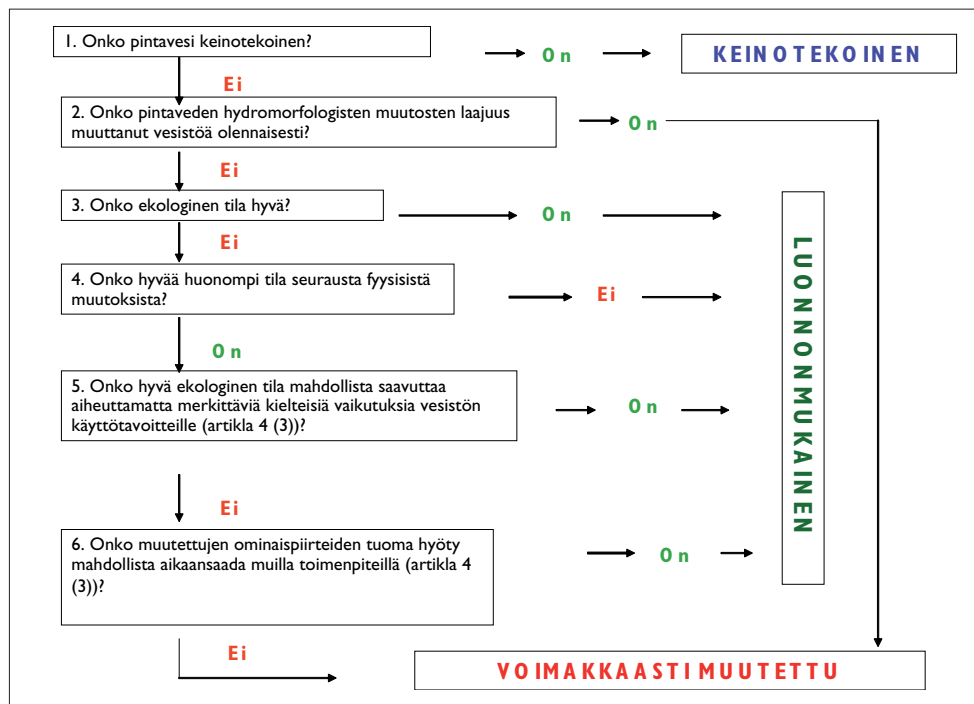 1. Onko pintavesi keinotekoinen?
On
KEINOTEKOINEN
Ei
2. Onko pintaveden hydromorfologisten muutosten laajuus
muuttanut vesistöä olennaisesti?
On
Ei
3. Onko ekologinen tila hyvä?
On
Ei
4. Onko hyvää huonompi tila seurausta fyysisistä
muutoksista?
Ei
On
5. Onko hyvä ekologinen tila mahdollista saavuttaa
aiheuttamatta merkittäviä kielteisiä vaikutuksia vesistön
käyttötavoitteille (artikla 4 (3))?
On
Ei
6. Onko muutettujen ominaispiirteiden tuoma hyöty
mahdollista aikaansaada muilla toimenpiteillä (artikla 4
(3))?
On
LUONNONMUKAINEN
Ei
VOIMAKKAASTI MUUTETTU